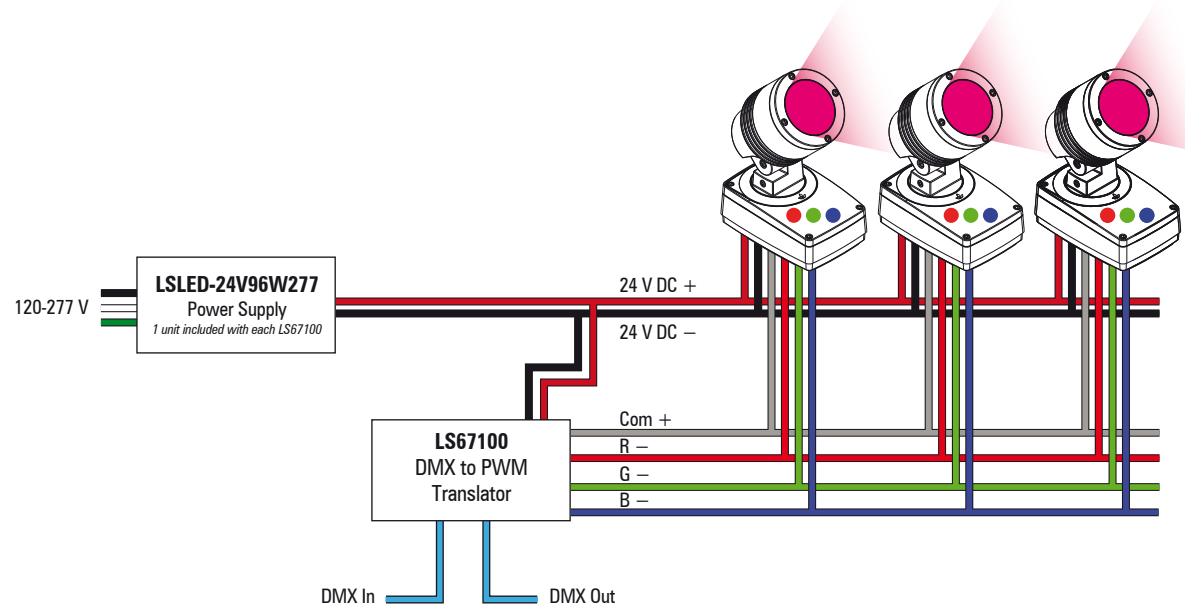 LSLED-24V96W277
Power Supply
1 unit included with each LS67100
120-277 V
24 V DC +
24 V DC −
LS67100
DMX to PWM
Translator
Com +
R −
G −
B −
DMX In
DMX Out